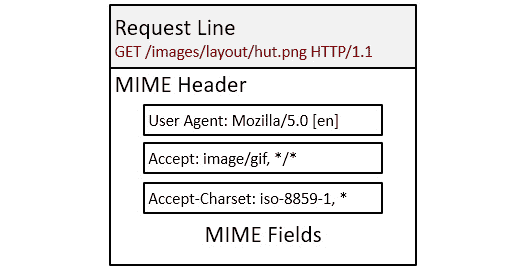 Request Line
GET /images/layout/hut.png HTTP/1.1
MIME Header
User Agent: Mozilla/5.0 [en]
Accept: image/gif, */*
Accept-Charset: iso-8859-1, *
MIME Fields